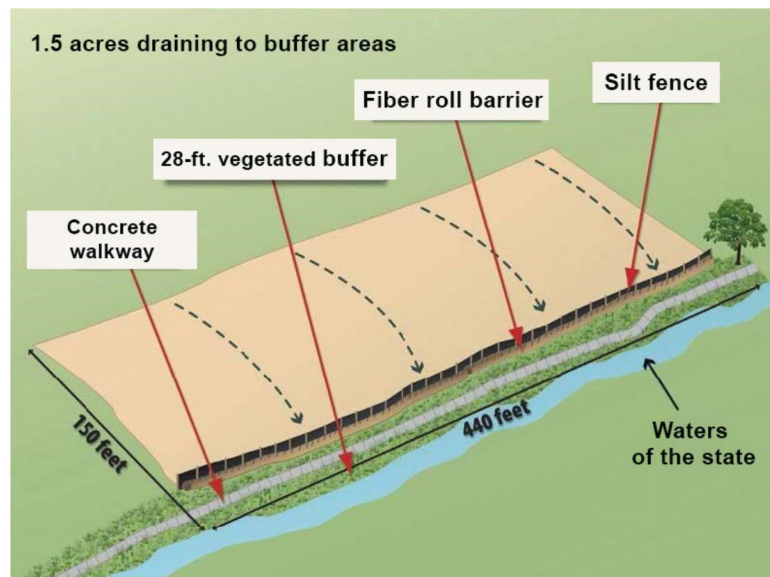 1.5 acres draining to buffer areas
Silt fence
Fiber roll barrier
28-ft. vegetated buffer
Concrete
walkway
150 feet
440 feet
Waters
of the state